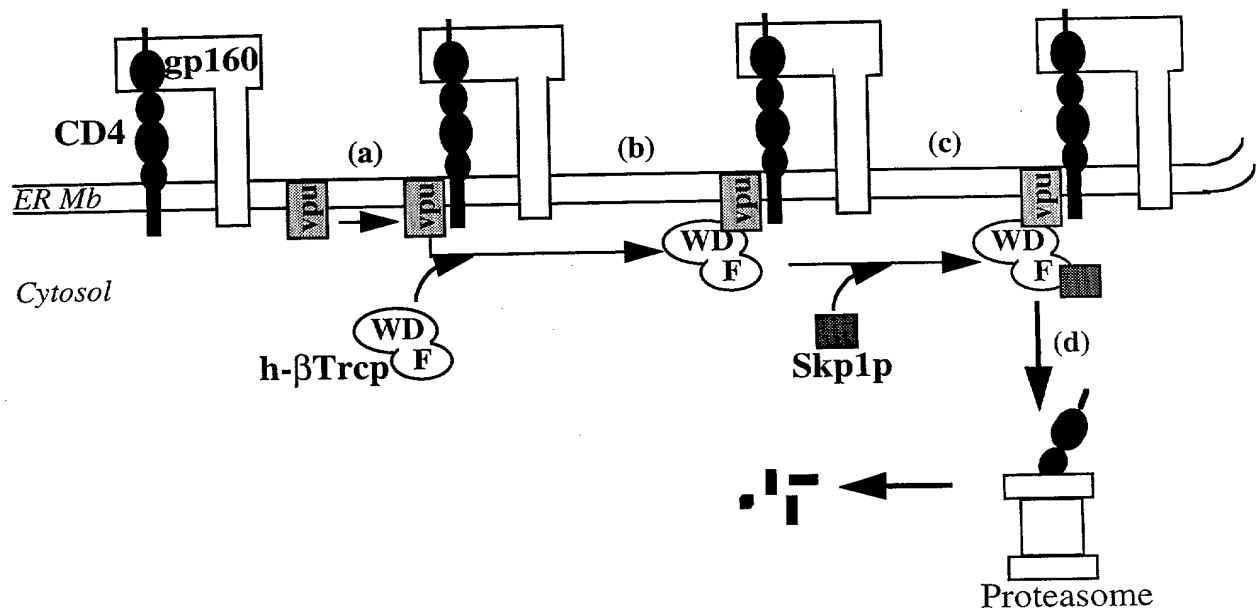 gp160
CD4
(a)
(b)
(c)
ER Mb
vpu
vpu
vpu
vpu
WD
F
WD
F
Cytosol
WD
F
h-βTrcp
Skp1p
(d)
Proteasome